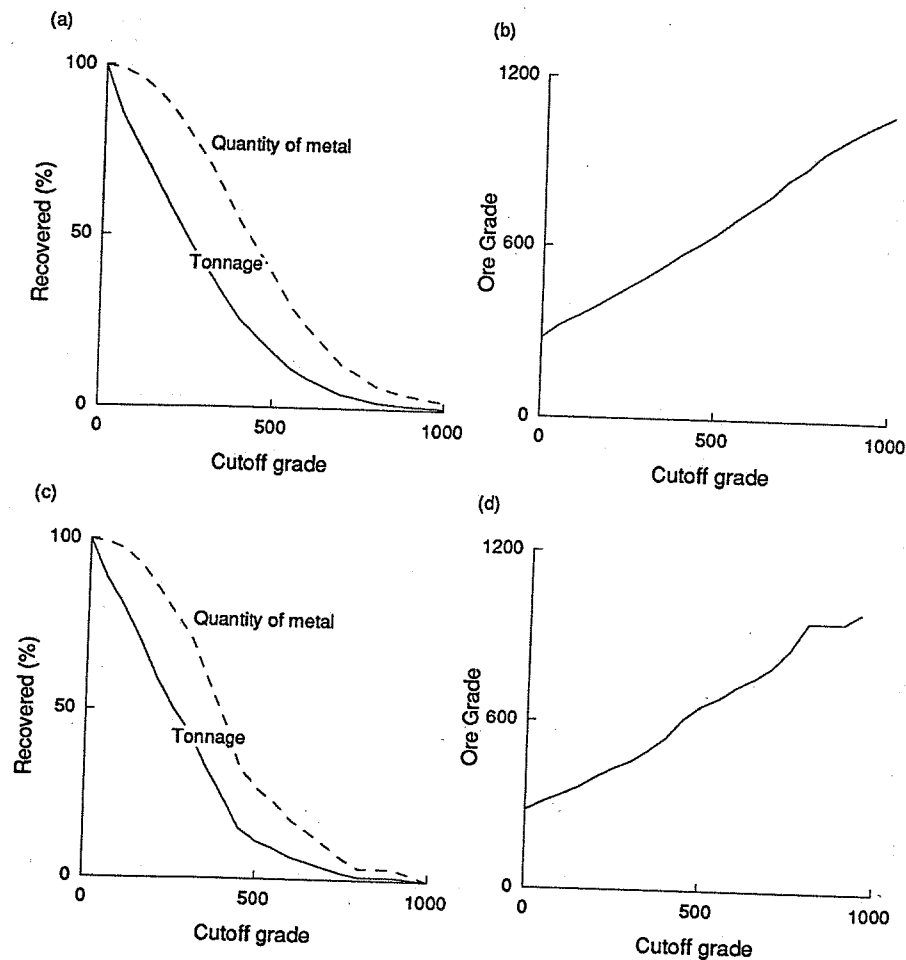 (a)
100
50
0
Recovered (%)
Quantity of metal
Tonnage
0 500 1000
Cutoff grade
(b)
1200
600
0
Ore Grade
0 500 1000
Cutoff grade
(c)
100
50
0
Recovered (%)
Quantity of metal
Tonnage
0 500 1000
Cutoff grade
(d)
1200
600
0
Ore Grade
0 500 1000
Cutoff grade